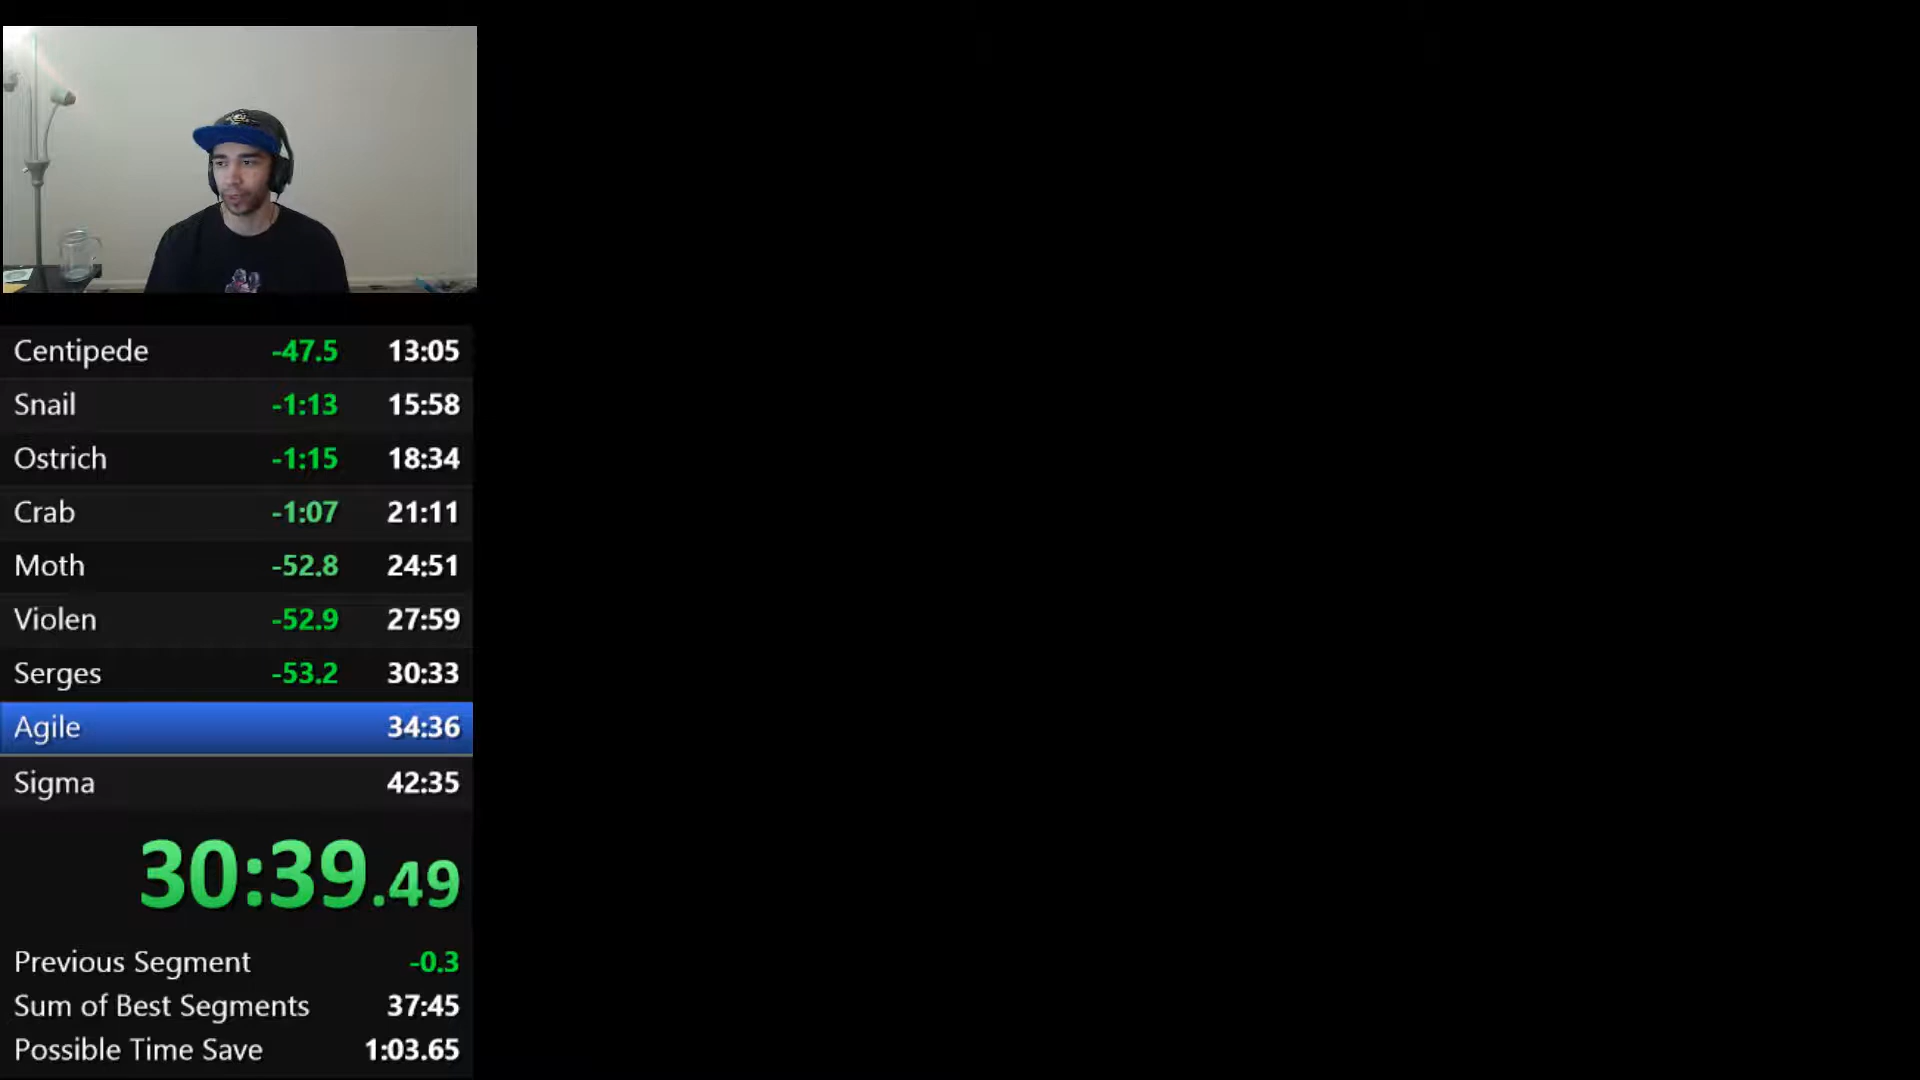 Centipede -47.5 13:05
Snail -1:13 15:58
Ostrich -1:15 18:34
Crab -1:07 21:11
Moth -52.8 24:51
Violen -52.9 27:59
Serges -53.2 30:33
Agile 34:36
Sigma 42:35
30:39.49
Previous Segment -0.3
Sum of Best Segments 37:45
Possible Time Save 1:03.65